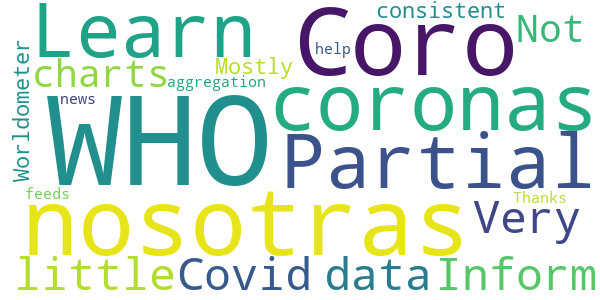 Learn Coro consistent Not
charts Mostly help
Worldometer news aggregation coronas
WHO Partial
feeds nosotras Very Thanks
little Covid data Inform